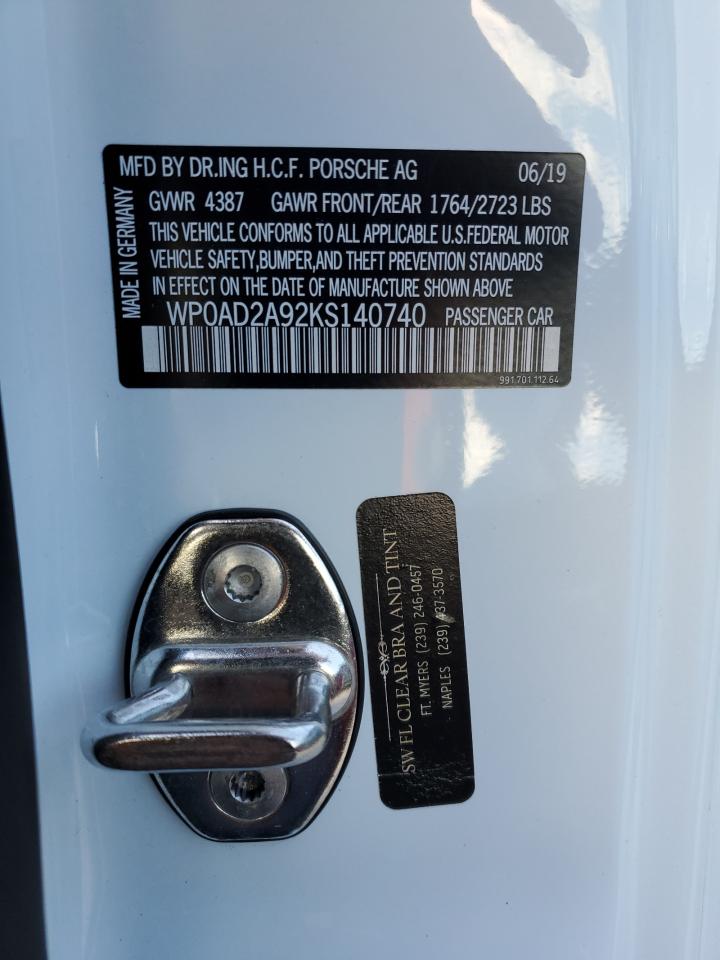 MFD BY DR.ING H.C.F. PORSCHE AG 06/19
GVWR 4387 GAWR FRONT/REAR 1764/2723 LBS
THIS VEHICLE CONFORMS TO ALL APPLICABLE U.S.FEDERAL MOTOR
VEHICLE SAFETY,BUMPER,AND THEFT PREVENTION STANDARDS
IN EFFECT ON THE DATE OF MANUFACTURE SHOWN ABOVE
WP0AD2A92KS140740 PASSENGER CAR
991.701.112.64
MADE IN GERMANY
SW FL CLEAR BRA AND TINT
FT. MYERS (239) 246-0457
NAPLES (239) 437-3570